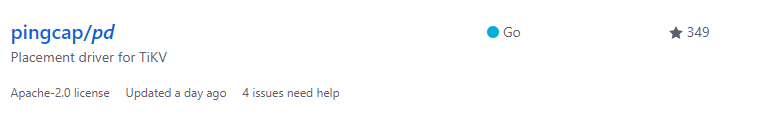 pingcap/pd
Go
349
Placement driver for TiKV
Apache-2.0 license
Updated a day ago
4 issues need help